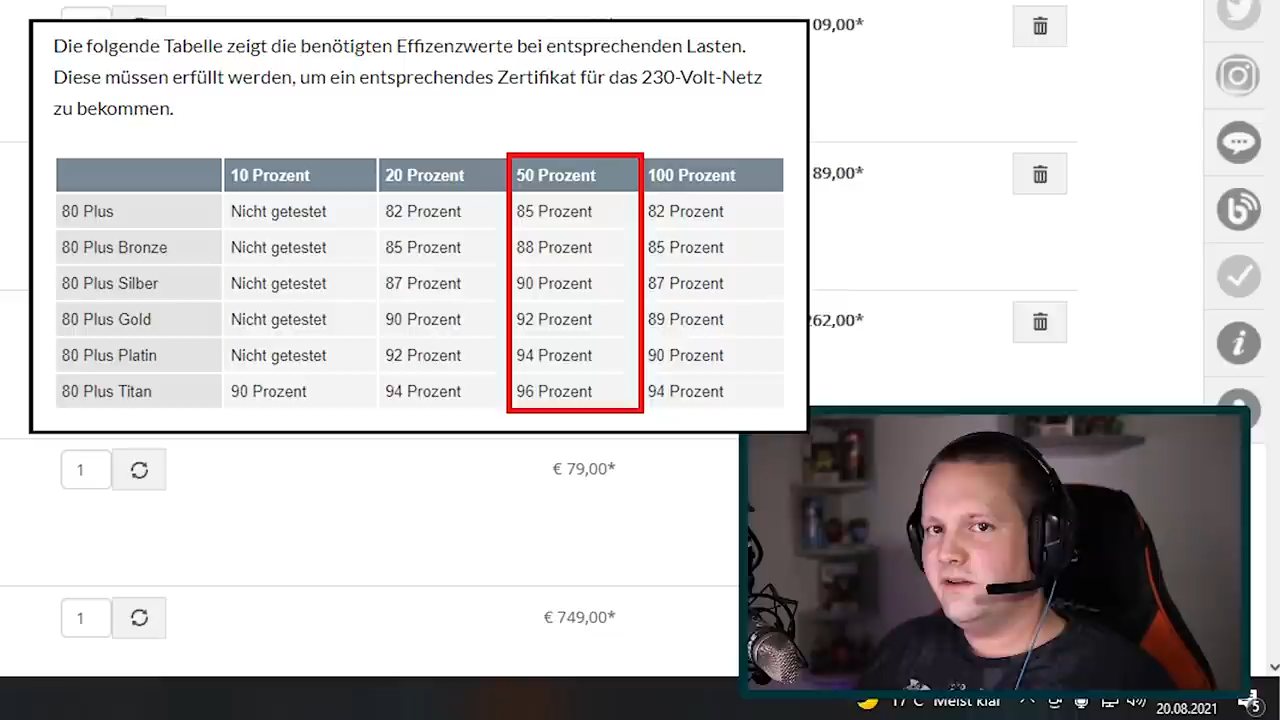 09,00*
Die folgende Tabelle zeigt die benötigten Effizenzwerte bei entsprechenden Lasten.
Diese müssen erfüllt werden, um ein entsprechendes Zertifikat für das 230-Volt-Netz
zu bekommen.
10 Prozent 20 Prozent 50 Prozent 100 Prozent
89,00*
80 Plus Nicht getestet 82 Prozent 85 Prozent 82 Prozent
80 Plus Bronze Nicht getestet 85 Prozent 88 Prozent 85 Prozent
80 Plus Silber Nicht getestet 87 Prozent 90 Prozent 87 Prozent
80 Plus Gold Nicht getestet 90 Prozent 92 Prozent 89 Prozent
262,00*
80 Plus Platin Nicht getestet 92 Prozent 94 Prozent 90 Prozent
80 Plus Titan 90 Prozent 94 Prozent 96 Prozent 94 Prozent
1 € 79,00*
1 € 749,00*
17°C Meist klar
20.08.2021
5